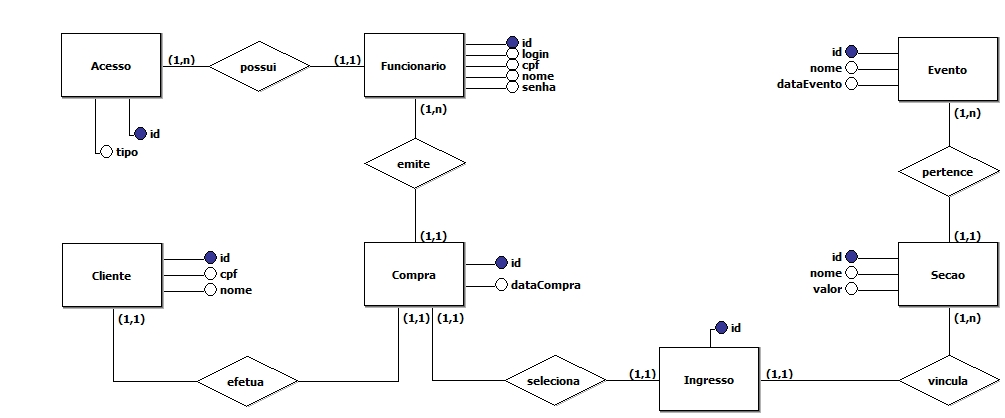 Acesso
(1,n)
possui
(1,1)
Funcionario
id
login
cpf
nome
senha
id
tipo
(1,n)
emite
(1,1)
Evento
id
nome
dataEvento
(1,n)
pertence
(1,1)
Cliente
id
cpf
nome
(1,1)
Compra
id
dataCompra
(1,1)
(1,1)
Secao
id
nome
valor
(1,n)
efetua
seleciona
(1,1)
Ingresso
id
(1,1)
vincula